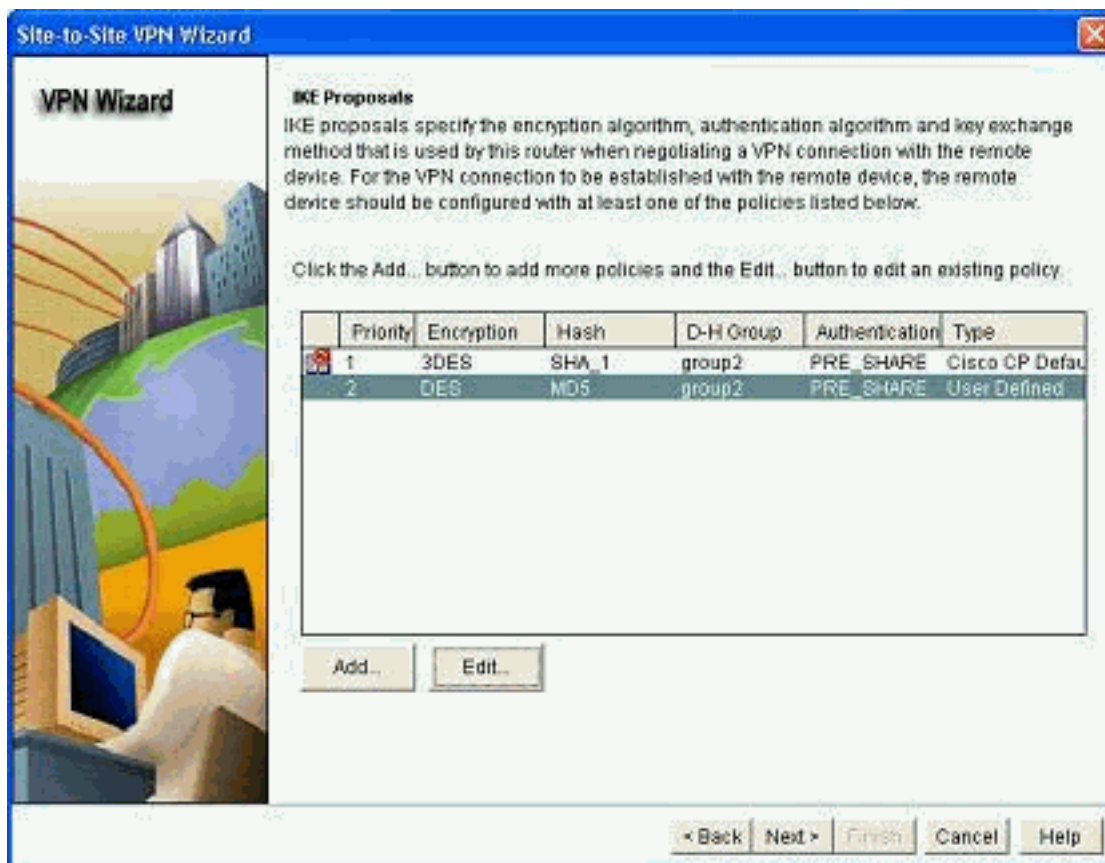 Site-to-Site VPN Wizard
VPN Wizard
IKE Proposals
IKE proposals specify the encryption algorithm, authentication algorithm and key exchange
method that is used by this router when negotiating a VPN connection with the remote
device. For the VPN connection to be established with the remote device, the remote
device should be configured with at least one of the policies listed below.
Click the Add... button to add more policies and the Edit... button to edit an existing policy.
Priority Encryption Hash D-H Group Authentication Type
1 3DES SHA_1 group2 PRE_SHARE Cisco CP Defau
2 DES MD5 group2 PRE_SHARE User Defined
Add... Edit...
< Back Next > Finish Cancel Help